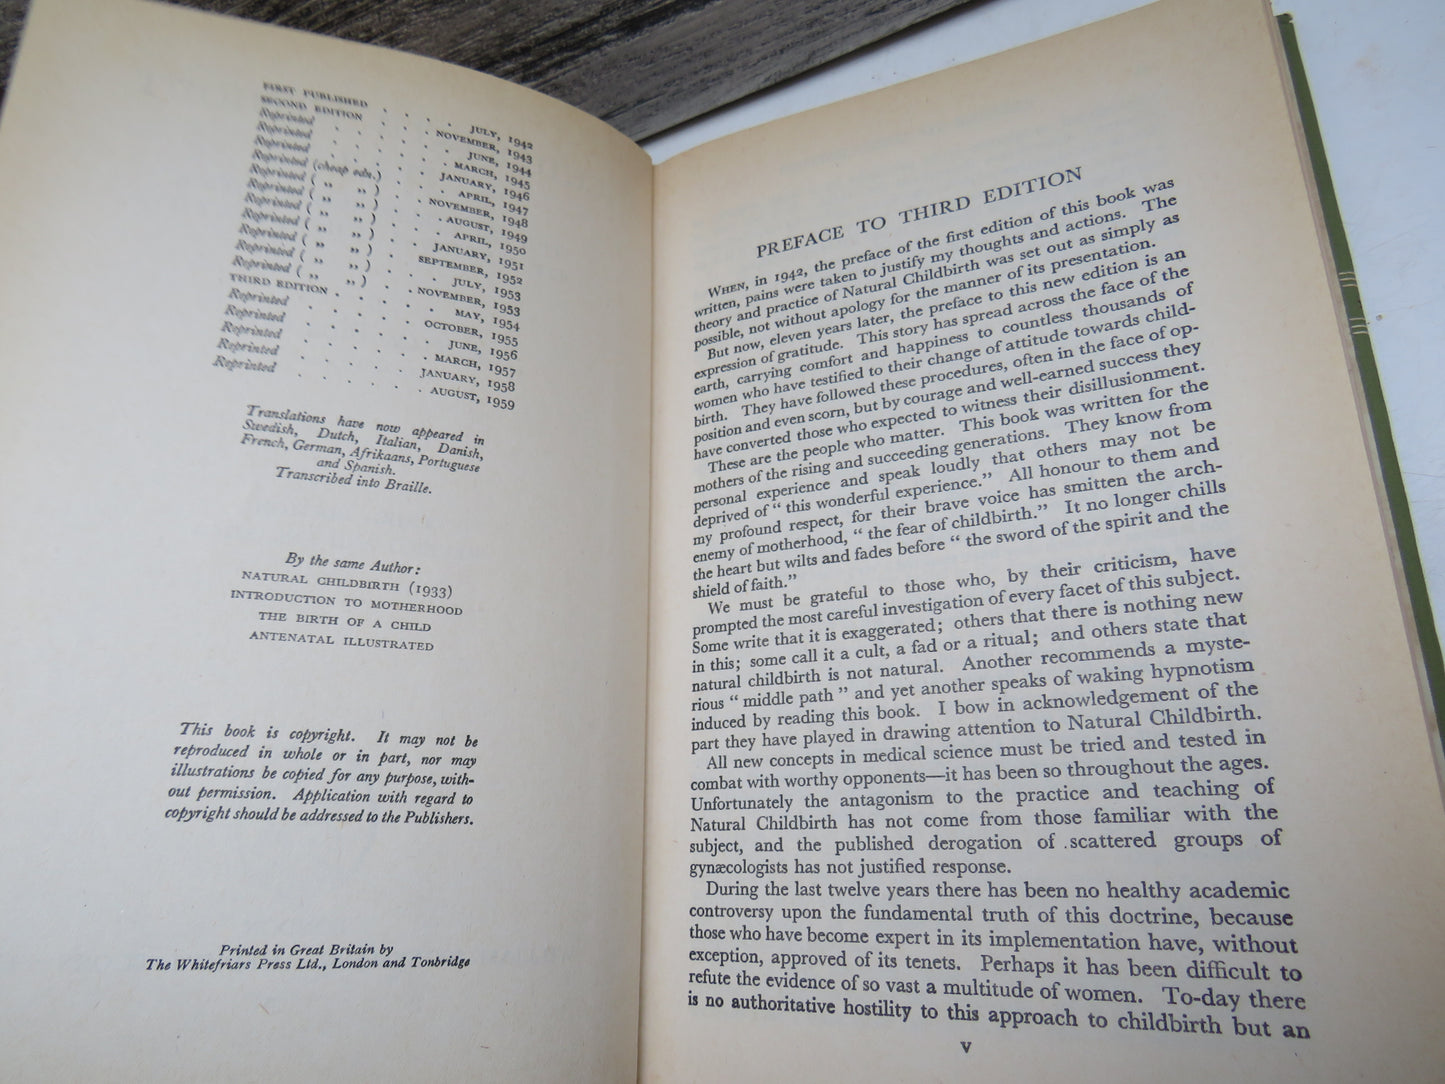 FIRST PUBLISHED . . . . JULY, 1942
SECOND EDITION . . . NOVEMBER, 1943
Reprinted . . . . . JUNE, 1944
Reprinted . . . . . MARCH, 1945
Reprinted . . . . JANUARY, 1946
Reprinted (cheap edn.) . . . APRIL, 1947
Reprinted ( " " ) . . NOVEMBER, 1948
Reprinted ( " " ) . . AUGUST, 1949
Reprinted ( " " ) . . . APRIL, 1950
Reprinted ( " " ) . . JANUARY, 1951
Reprinted ( " " ) . SEPTEMBER, 1952
Reprinted ( " " ) . . . JULY, 1953
THIRD EDITION . . . . NOVEMBER, 1953
Reprinted . . . . . MAY, 1954
Reprinted . . . . OCTOBER, 1955
Reprinted . . . . . JUNE, 1956
Reprinted . . . . . MARCH, 1957
Reprinted . . . . JANUARY, 1958
Reprinted . . . . . AUGUST, 1959
Translations have now appeared in
Swedish, Dutch, Italian, Danish,
French, German, Afrikaans, Portuguese
and Spanish.
Transcribed into Braille.
By the same Author:
NATURAL CHILDBIRTH (1933)
INTRODUCTION TO MOTHERHOOD
THE BIRTH OF A CHILD
ANTENATAL ILLUSTRATED
This book is copyright. It may not be
reproduced in whole or in part, nor may
illustrations be copied for any purpose, with-
out permission. Application with regard to
copyright should be addressed to the Publishers.
Printed in Great Britain by
The Whitefriars Press Ltd., London and Tonbridge
PREFACE TO THIRD EDITION
WHEN, in 1942, the preface of the first edition of this book was
written, pains were taken to justify my thoughts and actions. The
theory and practice of Natural Childbirth was set out as simply as
possible, not without apology for the manner of its presentation.
But now, eleven years later, the preface to this new edition is an
expression of gratitude. This story has spread across the face of the
earth, carrying comfort and happiness to countless thousands of
women who have testified to their change of attitude towards child-
birth. They have followed these procedures, often in the face of op-
position and even scorn, but by courage and well-earned success they
have converted those who expected to witness their disillusionment.
These are the people who matter. This book was written for the
mothers of the rising and succeeding generations. They know from
personal experience and speak loudly that others may not be
deprived of "this wonderful experience." All honour to them and
my profound respect, for their brave voice has smitten the arch-
enemy of motherhood, "the fear of childbirth." It no longer chills
the heart but wilts and fades before "the sword of the spirit and the
shield of faith."
We must be grateful to those who, by their criticism, have
prompted the most careful investigation of every facet of this subject.
Some write that it is exaggerated; others that there is nothing new
in this; some call it a cult, a fad or a ritual; and others state that
natural childbirth is not natural. Another recommends a myste-
rious "middle path" and yet another speaks of waking hypnotism
induced by reading this book. I bow in acknowledgement of the
part they have played in drawing attention to Natural Childbirth.
All new concepts in medical science must be tried and tested in
combat with worthy opponents—it has been so throughout the ages.
Unfortunately the antagonism to the practice and teaching of
Natural Childbirth has not come from those familiar with the
subject, and the published derogation of scattered groups of
gynæcologists has not justified response.
During the last twelve years there has been no healthy academic
controversy upon the fundamental truth of this doctrine, because
those who have become expert in its implementation have, without
exception, approved of its tenets. Perhaps it has been difficult to
refute the evidence of so vast a multitude of women. To-day there
is no authoritative hostility to this approach to childbirth but an
v